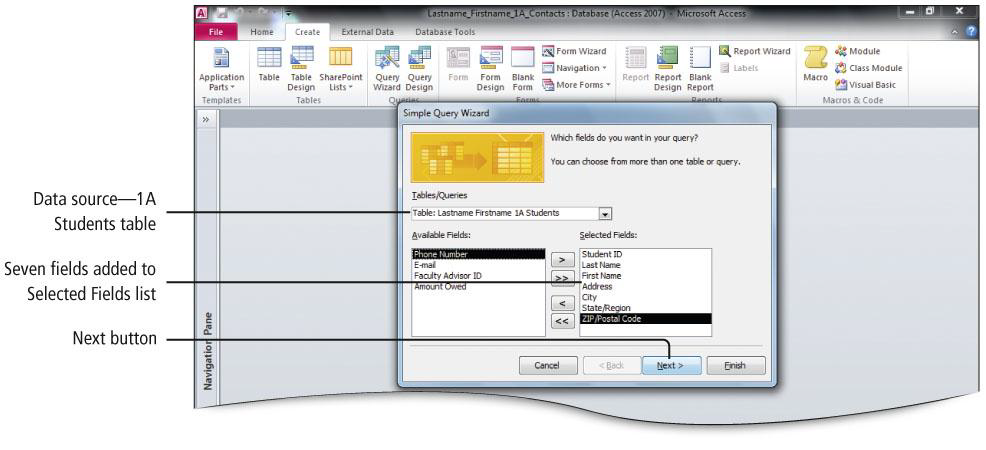 Lastname_Firstname_1A_Contacts : Database (Access 2007) - Microsoft Access
File Home Create External Data Database Tools
Application Parts
Table
Table Design
SharePoint Lists
Query Wizard
Query Design
Form
Form Design
Blank Form
Form Wizard
Navigation
More Forms
Report
Report Design
Blank Report
Report Wizard
Labels
Macro
Module
Class Module
Visual Basic
Templates Tables Queries Forms Reports Macros & Code
Simple Query Wizard
Which fields do you want in your query?
You can choose from more than one table or query.
Tables/Queries
Table: Lastname Firstname 1A Students
Available Fields:
Phone Number
E-mail
Faculty Advisor ID
Amount Owed
>
>>
<
<<
Selected Fields:
Student ID
Last Name
First Name
Address
City
State/Region
ZIP/Postal Code
Cancel < Back Next > Finish
»
Navigation Pane
Data source—1A
Students table
Seven fields added to
Selected Fields list
Next button